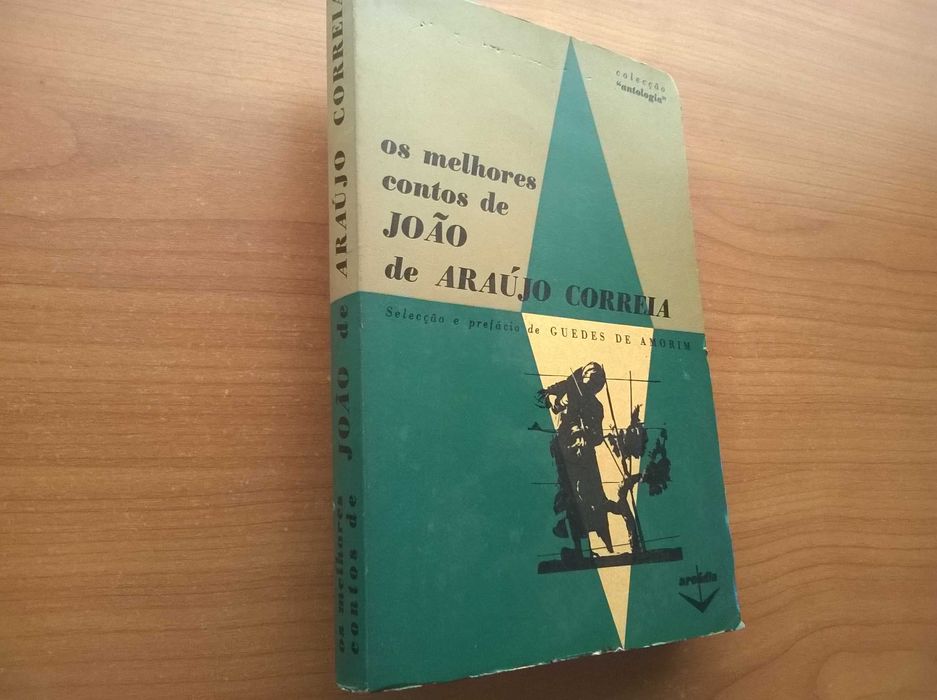 colecção
"antologia"
os melhores
contos de
JOÃO
de ARAÚJO CORREIA
Selecção e prefácio de GUEDES DE AMORIM
arcádia
os melhores
contos de JOÃO de ARAÚJO CORREIA